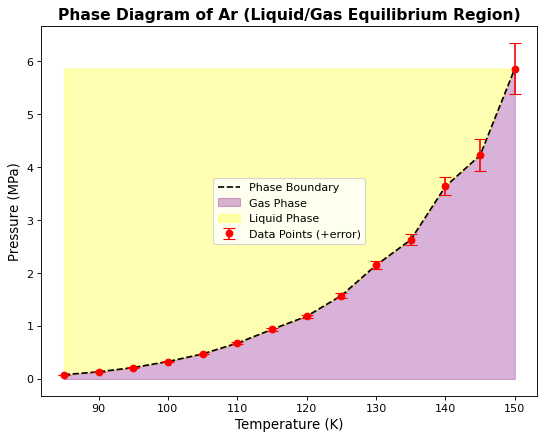 Phase Diagram of Ar (Liquid/Gas Equilibrium Region)
Pressure (MPa)
6
5
4
3
2
1
0
Phase Boundary
Gas Phase
Liquid Phase
Data Points (+error)
90 100 110 120 130 140 150
Temperature (K)